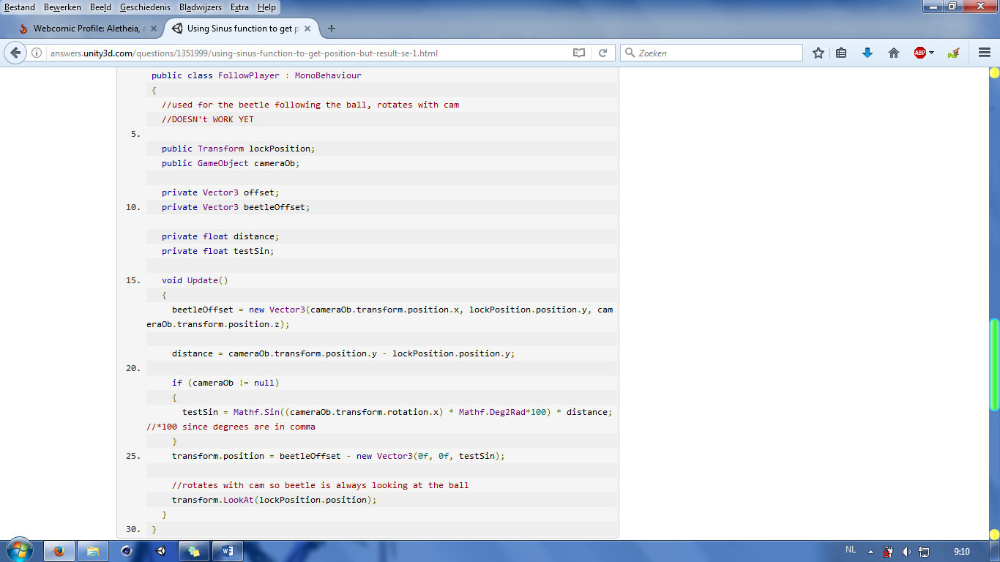 Bestand Bewerken Beeld Geschiedenis Bladwijzers Extra Help
Webcomic Profile: Aletheia, a
Using Sinus function to get p
answers.unity3d.com/questions/1351999/using-sinus-function-to-get-position-but-result-se-1.html
Zoeken
ABP
pdf
public class FollowPlayer : MonoBehaviour
{
//used for the beetle following the ball, rotates with cam
//DOESN't WORK YET
5.
public Transform lockPosition;
public GameObject cameraOb;
private Vector3 offset;
10. private Vector3 beetleOffset;
private float distance;
private float testSin;
15. void Update()
{
beetleOffset = new Vector3(cameraOb.transform.position.x, lockPosition.position.y, cam
eraOb.transform.position.z);
distance = cameraOb.transform.position.y - lockPosition.position.y;
20.
if (cameraOb != null)
{
testSin = Mathf.Sin((cameraOb.transform.rotation.x) * Mathf.Deg2Rad*100) * distance;
//*100 since degrees are in comma
}
25. transform.position = beetleOffset - new Vector3(0f, 0f, testSin);
//rotates with cam so beetle is always looking at the ball
transform.LookAt(lockPosition.position);
}
30. }
NL
9:10